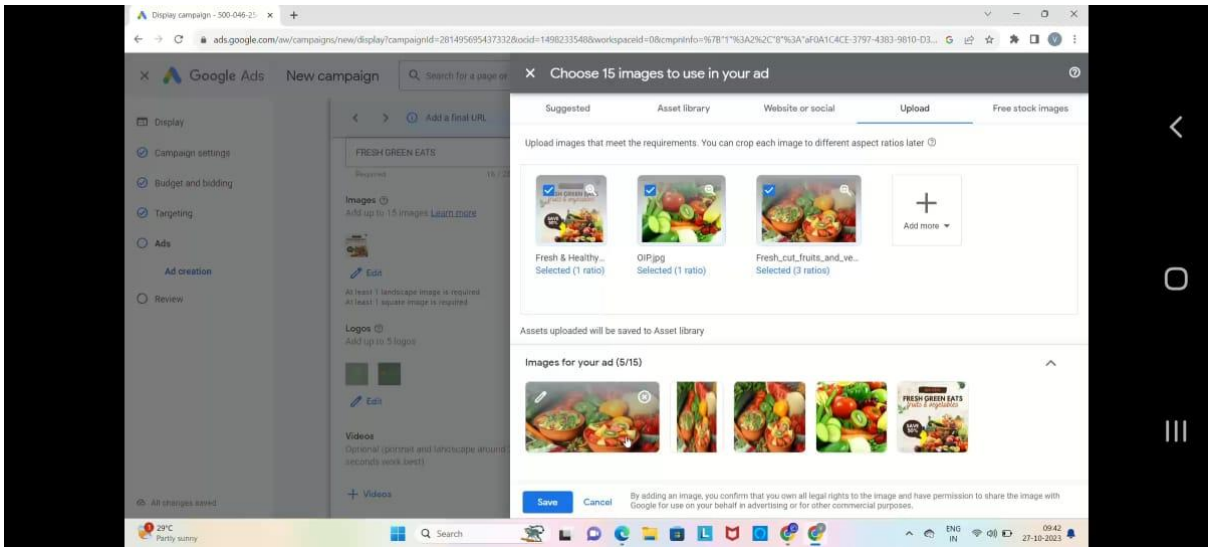 Display campaign - 500-046-25
ads.google.com/aw/campaigns/new/display?campaignId=281495695437332&ocid=1498233548&workspaceId=0&cmpnInfo=%7B"1"%3A2%2C"8"%3A"aF0A1C4CE-3797-4383-9810-D3...
Google Ads
New campaign
Search for a page or
Choose 15 images to use in your ad
Suggested
Asset library
Website or social
Upload
Free stock images
Display
Campaign settings
Budget and bidding
Targeting
Ads
Ad creation
Review
All changes saved
Add a final URL
FRESH GREEN EATS
Required
Images
Add up to 15 images Learn more
Edit
At least 1 landscape image is required
At least 1 square image is required
Logos
Add up to 5 logos
Edit
Videos
Optional (portrait and landscape around
seconds work best)
+ Videos
Upload images that meet the requirements. You can crop each image to different aspect ratios later
Fresh & Healthy...
Selected (1 ratio)
OIP.jpg
Selected (1 ratio)
Fresh_cut_fruits_and_ve...
Selected (3 ratios)
Add more
Assets uploaded will be saved to Asset library
Images for your ad (5/15)
FRESH GREEN EATS
fruits & vegetables
SAVE
50%
Save
Cancel
By adding an image, you confirm that you own all legal rights to the image and have permission to share the image with
Google for use on your behalf in advertising or for other commercial purposes.
29°C
Partly sunny
Search
ENG
IN
09:42
27-10-2023